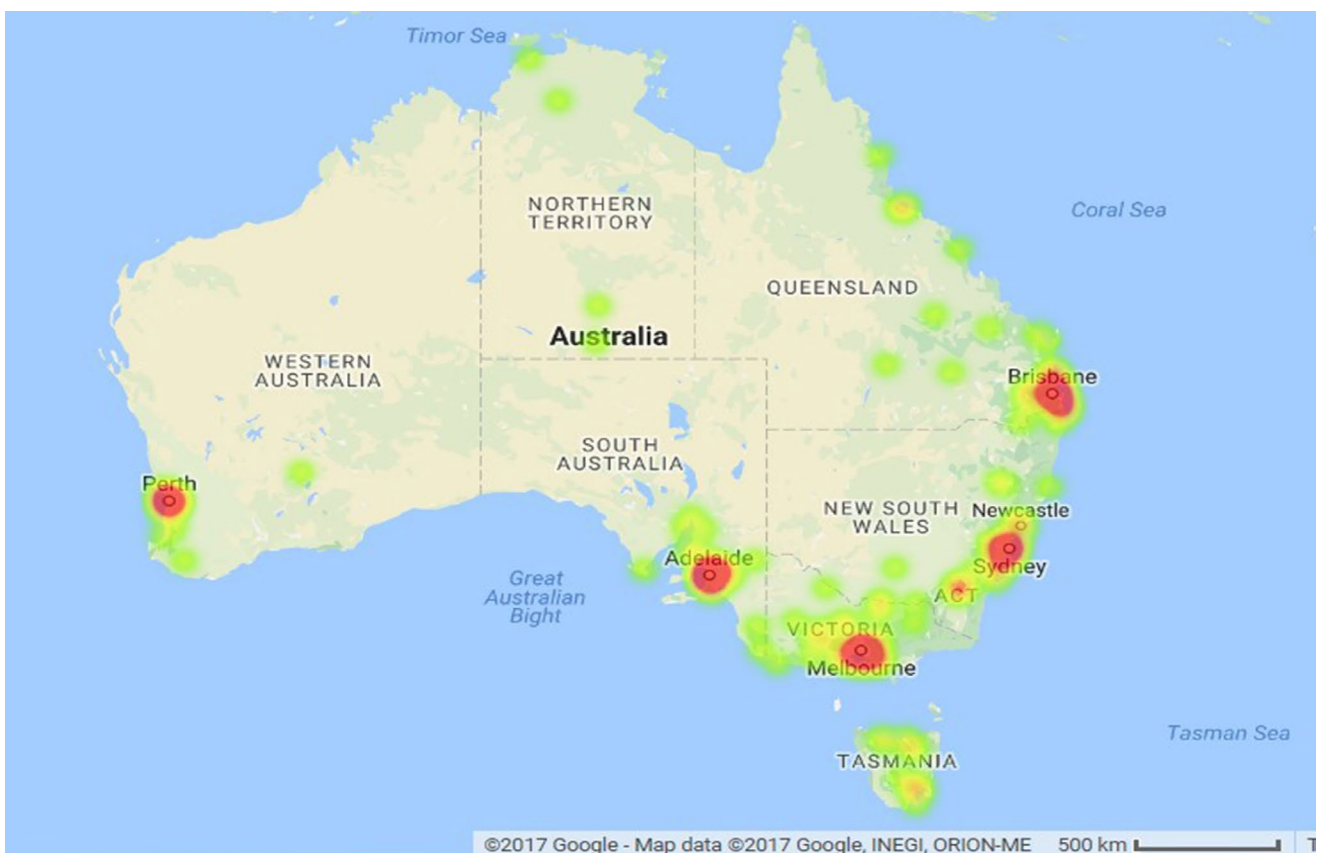 Timor Sea
NORTHERN
TERRITORY
Coral Sea
QUEENSLAND
Australia
WESTERN
AUSTRALIA
Brisbane
SOUTH
AUSTRALIA
Perth
NEW SOUTH
WALES
Newcastle
Adelaide
Sydney
Great
Australian
Bight
ACT
VICTORIA
Melbourne
Tasman Sea
TASMANIA
©2017 Google - Map data ©2017 Google, INEGI, ORION-ME 500 km T